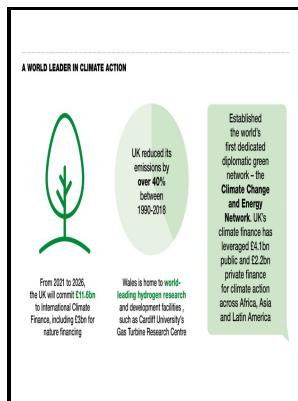 A WORLD LEADER IN CLIMATE ACTION
From 2021 to 2026,
the UK will commit £11.6bn
to International Climate
Finance, including £3bn for
nature financing
UK reduced its
emissions by
over 40%
between
1990-2018
Wales is home to world-
leading hydrogen research
and development facilities ,
such as Cardiff University's
Gas Turbine Research Centre
Established
the world's
first dedicated
diplomatic green
network – the
Climate Change
and Energy
Network. UK's
climate finance has
leveraged £4.1bn
public and £2.2bn
private finance
for climate action
across Africa, Asia
and Latin America